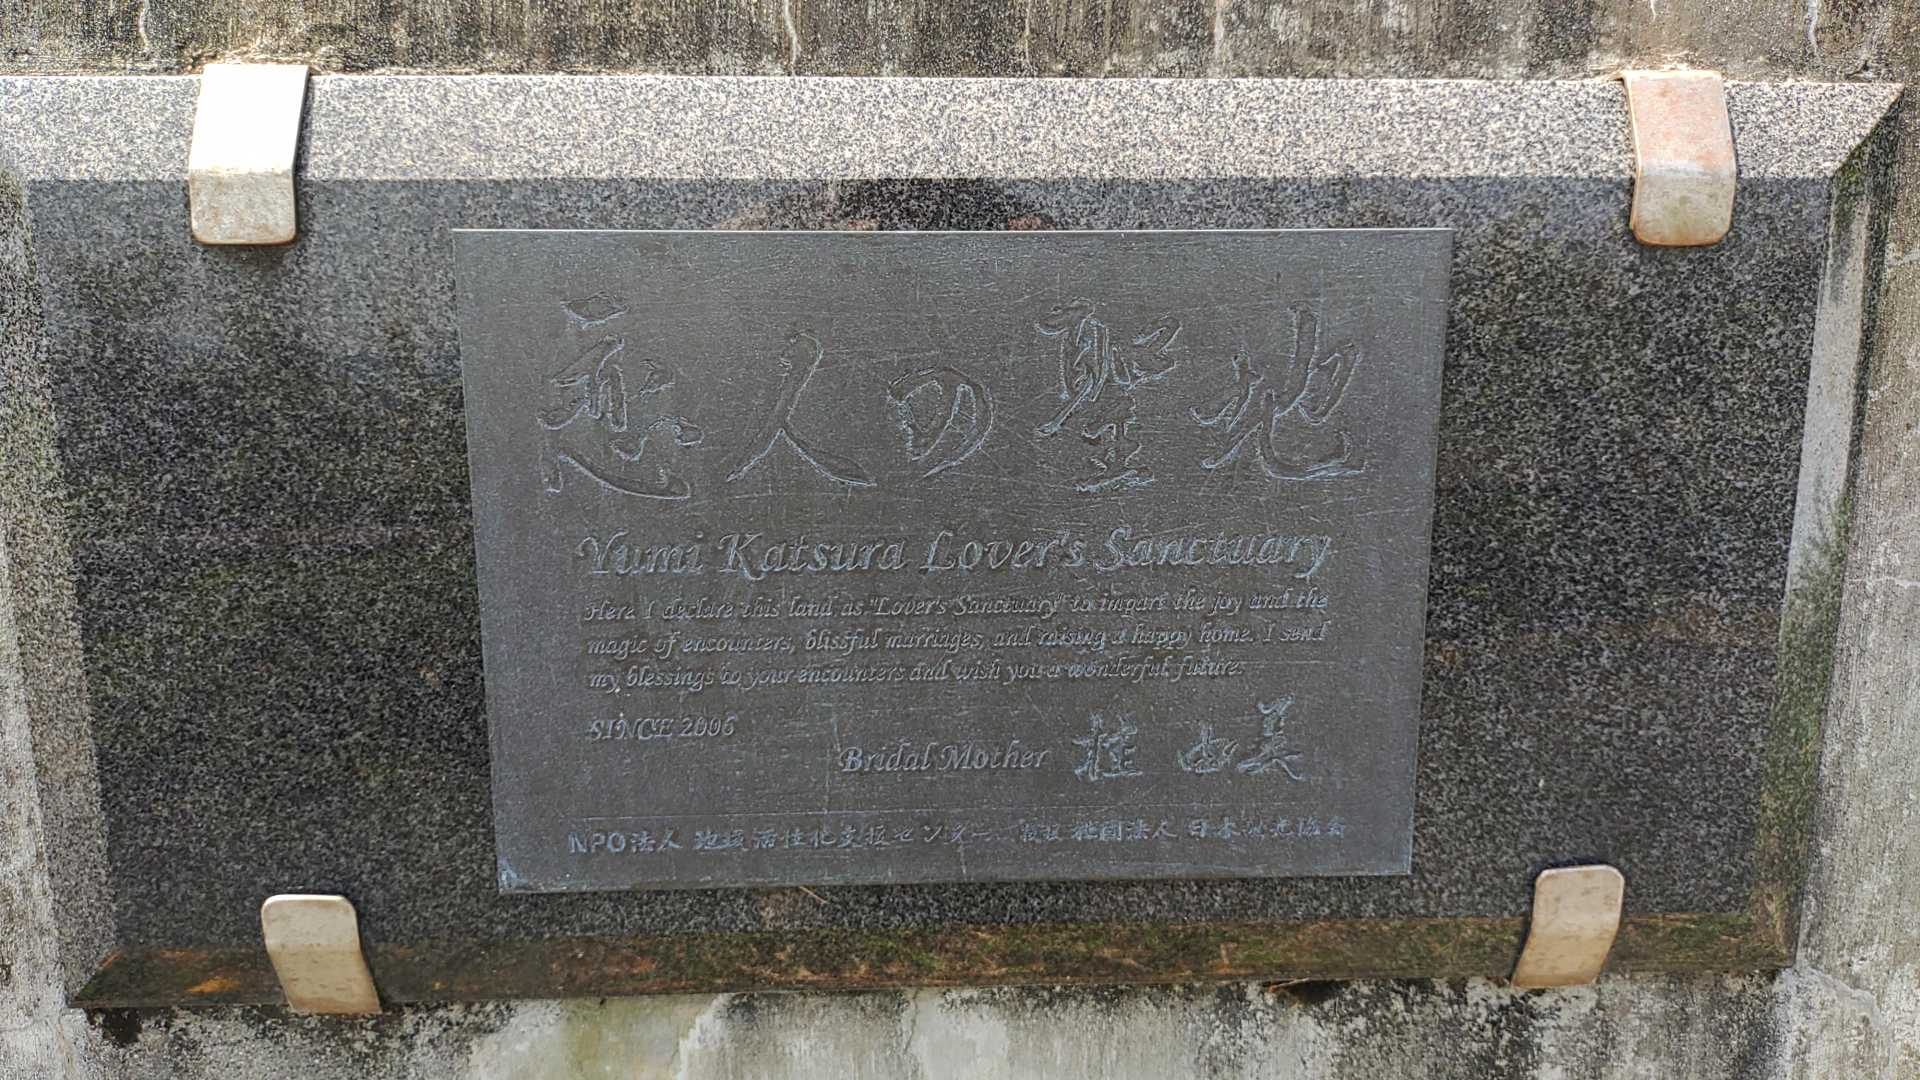 恋人の聖地
Yumi Katsura Lover's Sanctuary
Here I declare this land as "Lover's Sanctuary" to impart the joy and the
magic of encounters, blissful marriages, and raising a happy home. I send
my blessings to your encounters and wish you a wonderful future.
SINCE 2006
Bridal Mother 桂 由美
NPO法人 地域活性化支援センター 社団法人 日本観光協会